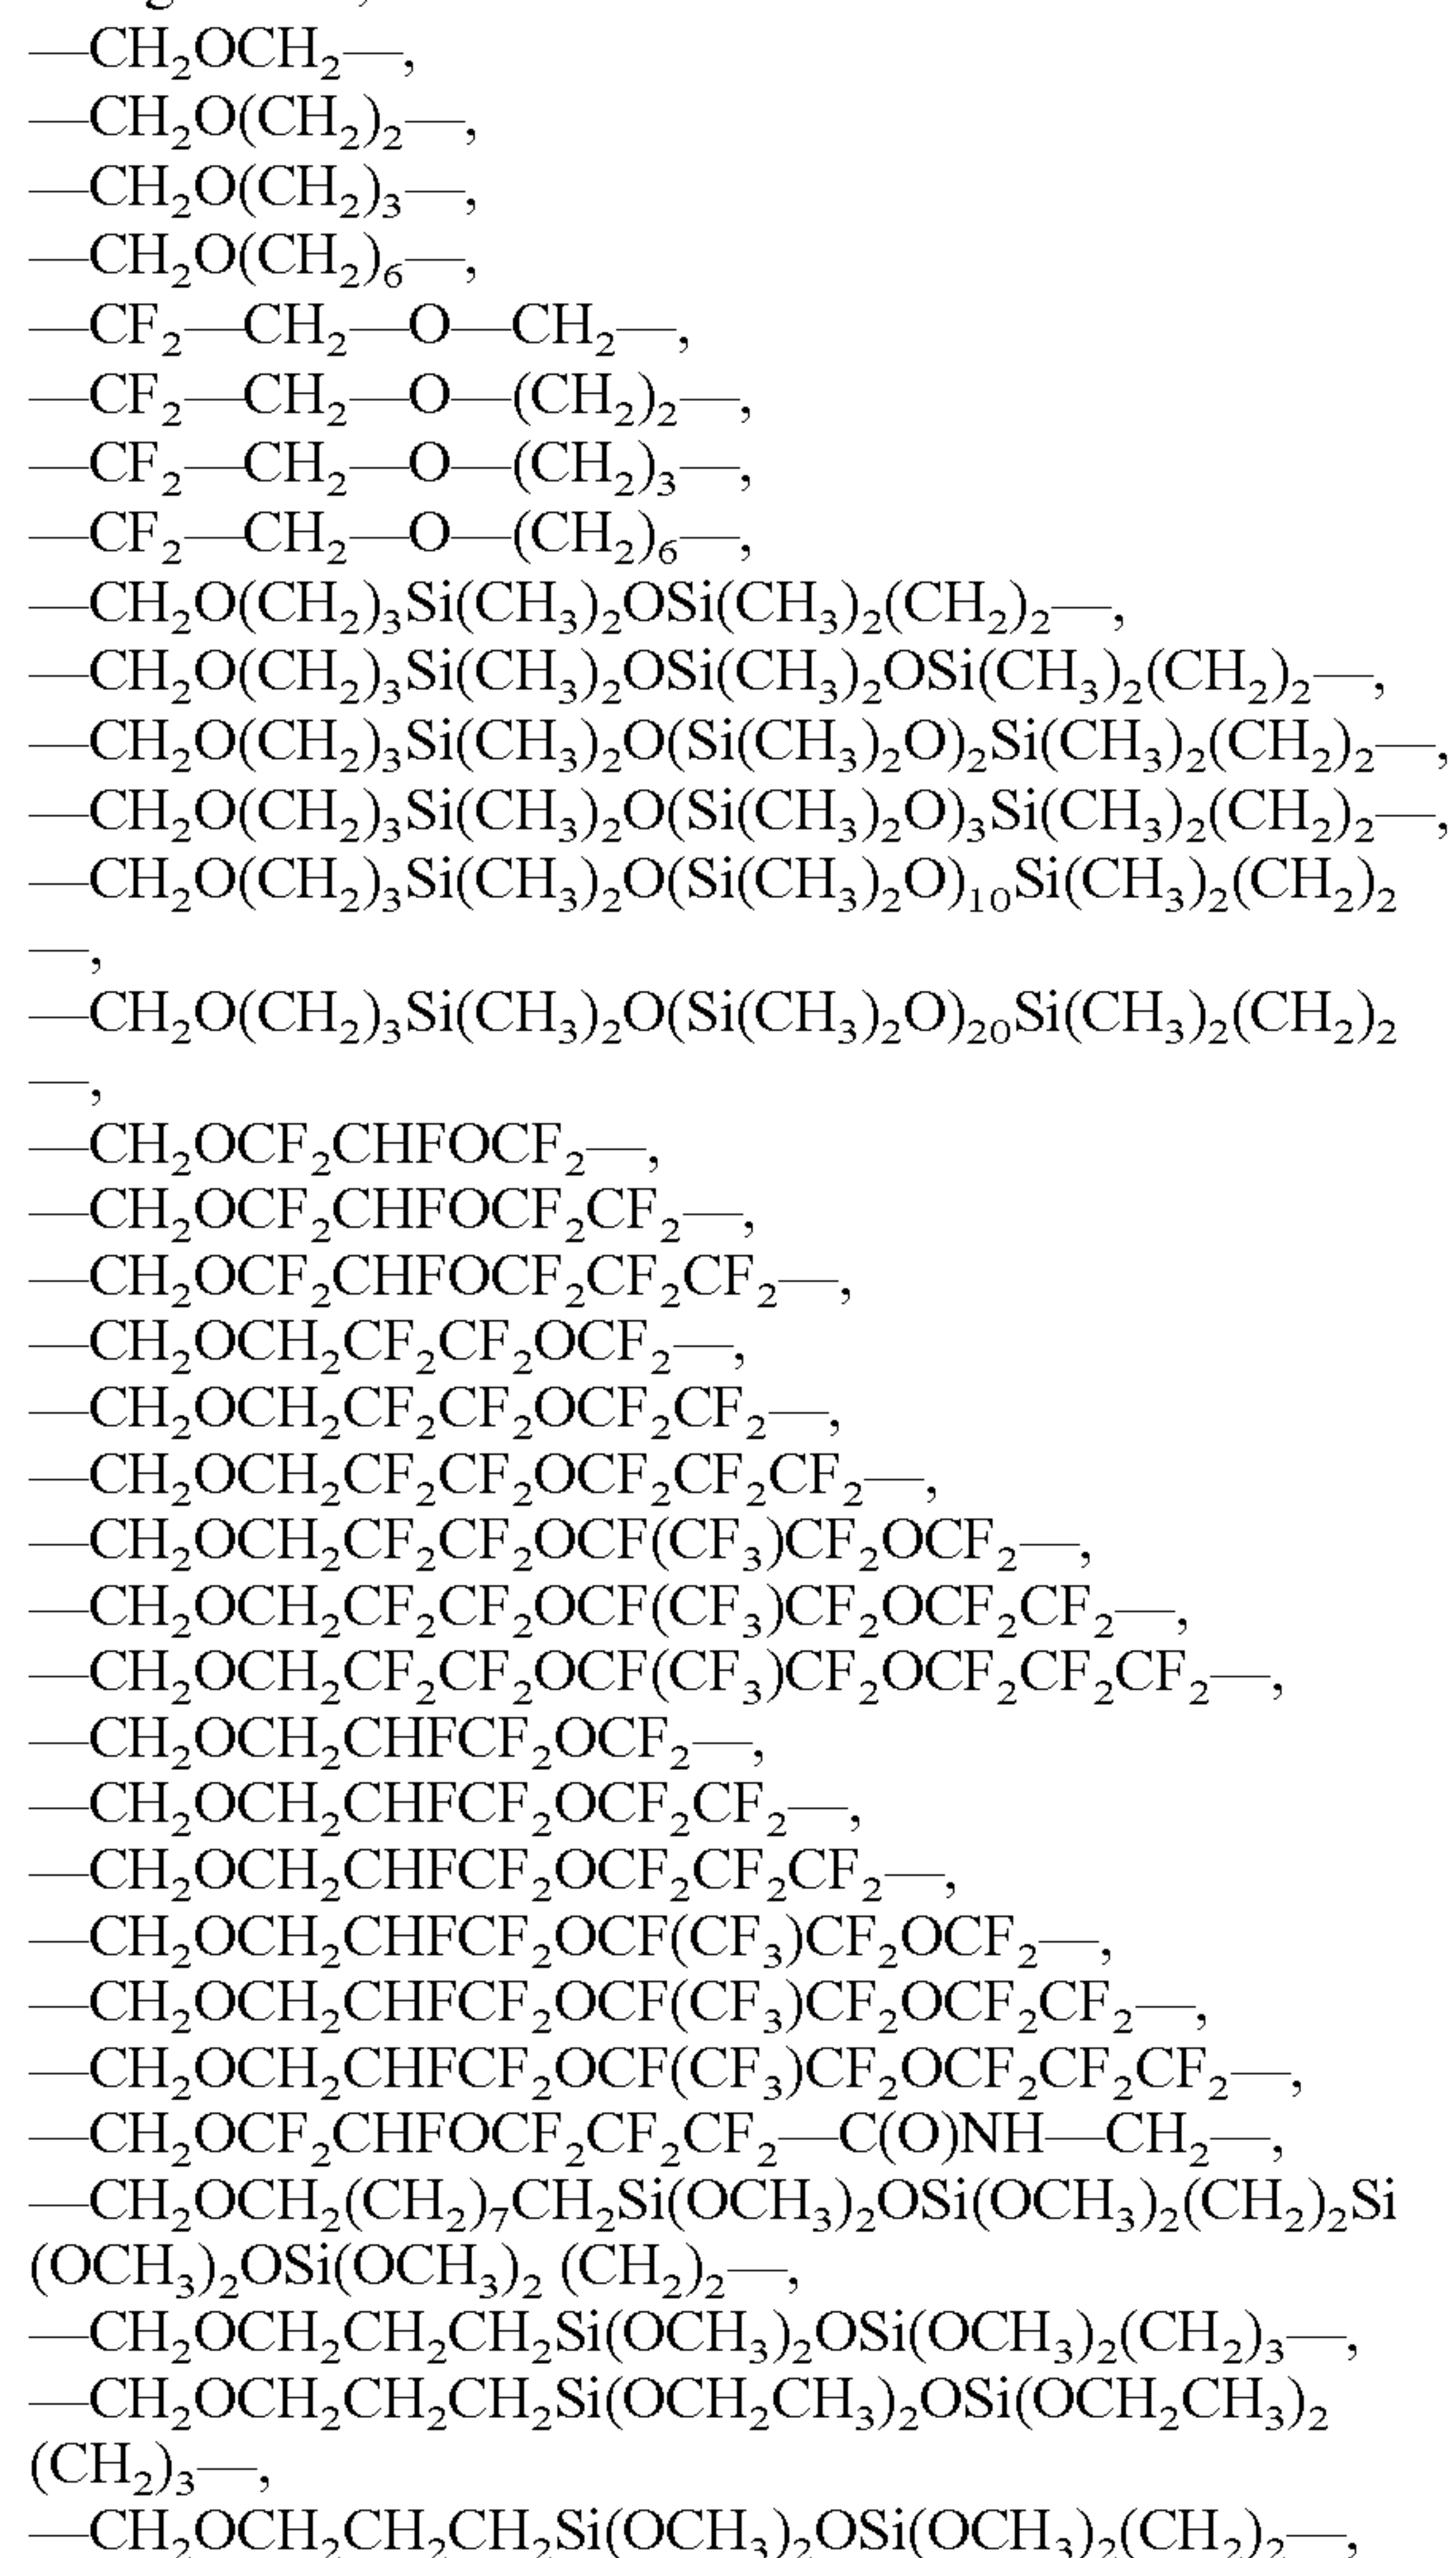 —CH₂OCH₂—,
—CH₂O(CH₂)₂—,
—CH₂O(CH₂)₃—,
—CH₂O(CH₂)₆—,
—CF₂—CH₂—O—CH₂—,
—CF₂—CH₂—O—(CH₂)₂—,
—CF₂—CH₂—O—(CH₂)₃—,
—CF₂—CH₂—O—(CH₂)₆—,
—CH₂O(CH₂)₃Si(CH₃)₂OSi(CH₃)₂(CH₂)₂—,
—CH₂O(CH₂)₃Si(CH₃)₂OSi(CH₃)₂OSi(CH₃)₂(CH₂)₂—,
—CH₂O(CH₂)₃Si(CH₃)₂O(Si(CH₃)₂O)₂Si(CH₃)₂(CH₂)₂—,
—CH₂O(CH₂)₃Si(CH₃)₂O(Si(CH₃)₂O)₃Si(CH₃)₂(CH₂)₂—,
—CH₂O(CH₂)₃Si(CH₃)₂O(Si(CH₃)₂O)₁₀Si(CH₃)₂(CH₂)₂
—,
—CH₂O(CH₂)₃Si(CH₃)₂O(Si(CH₃)₂O)₂₀Si(CH₃)₂(CH₂)₂
—,
—CH₂OCF₂CHFOCF₂—,
—CH₂OCF₂CHFOCF₂CF₂—,
—CH₂OCF₂CHFOCF₂CF₂CF₂—,
—CH₂OCH₂CF₂CF₂OCF₂—,
—CH₂OCH₂CF₂CF₂OCF₂CF₂—,
—CH₂OCH₂CF₂CF₂OCF₂CF₂CF₂—,
—CH₂OCH₂CF₂CF₂OCF(CF₃)CF₂OCF₂—,
—CH₂OCH₂CF₂CF₂OCF(CF₃)CF₂OCF₂CF₂—,
—CH₂OCH₂CF₂CF₂OCF(CF₃)CF₂OCF₂CF₂CF₂—,
—CH₂OCH₂CHFCF₂OCF₂—,
—CH₂OCH₂CHFCF₂OCF₂CF₂—,
—CH₂OCH₂CHFCF₂OCF₂CF₂CF₂—,
—CH₂OCH₂CHFCF₂OCF(CF₃)CF₂OCF₂—,
—CH₂OCH₂CHFCF₂OCF(CF₃)CF₂OCF₂CF₂—,
—CH₂OCH₂CHFCF₂OCF(CF₃)CF₂OCF₂CF₂CF₂—,
—CH₂OCF₂CHFOCF₂CF₂CF₂—C(O)NH—CH₂—,
—CH₂OCH₂(CH₂)₇CH₂Si(OCH₃)₂OSi(OCH₃)₂(CH₂)₂Si
(OCH₃)₂OSi(OCH₃)₂ (CH₂)₂—,
—CH₂OCH₂CH₂CH₂Si(OCH₃)₂OSi(OCH₃)₂(CH₂)₃—,
—CH₂OCH₂CH₂CH₂Si(OCH₂CH₃)₂OSi(OCH₂CH₃)₂
(CH₂)₃—,
—CH₂OCH₂CH₂CH₂Si(OCH₃)₂OSi(OCH₃)₂(CH₂)₂—,